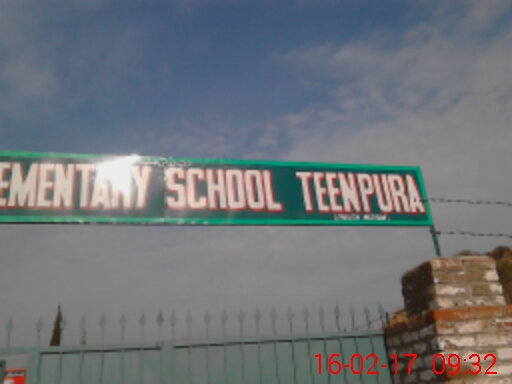 EMENTARY SCHOOL TEENPURA
16-02-17 09:32